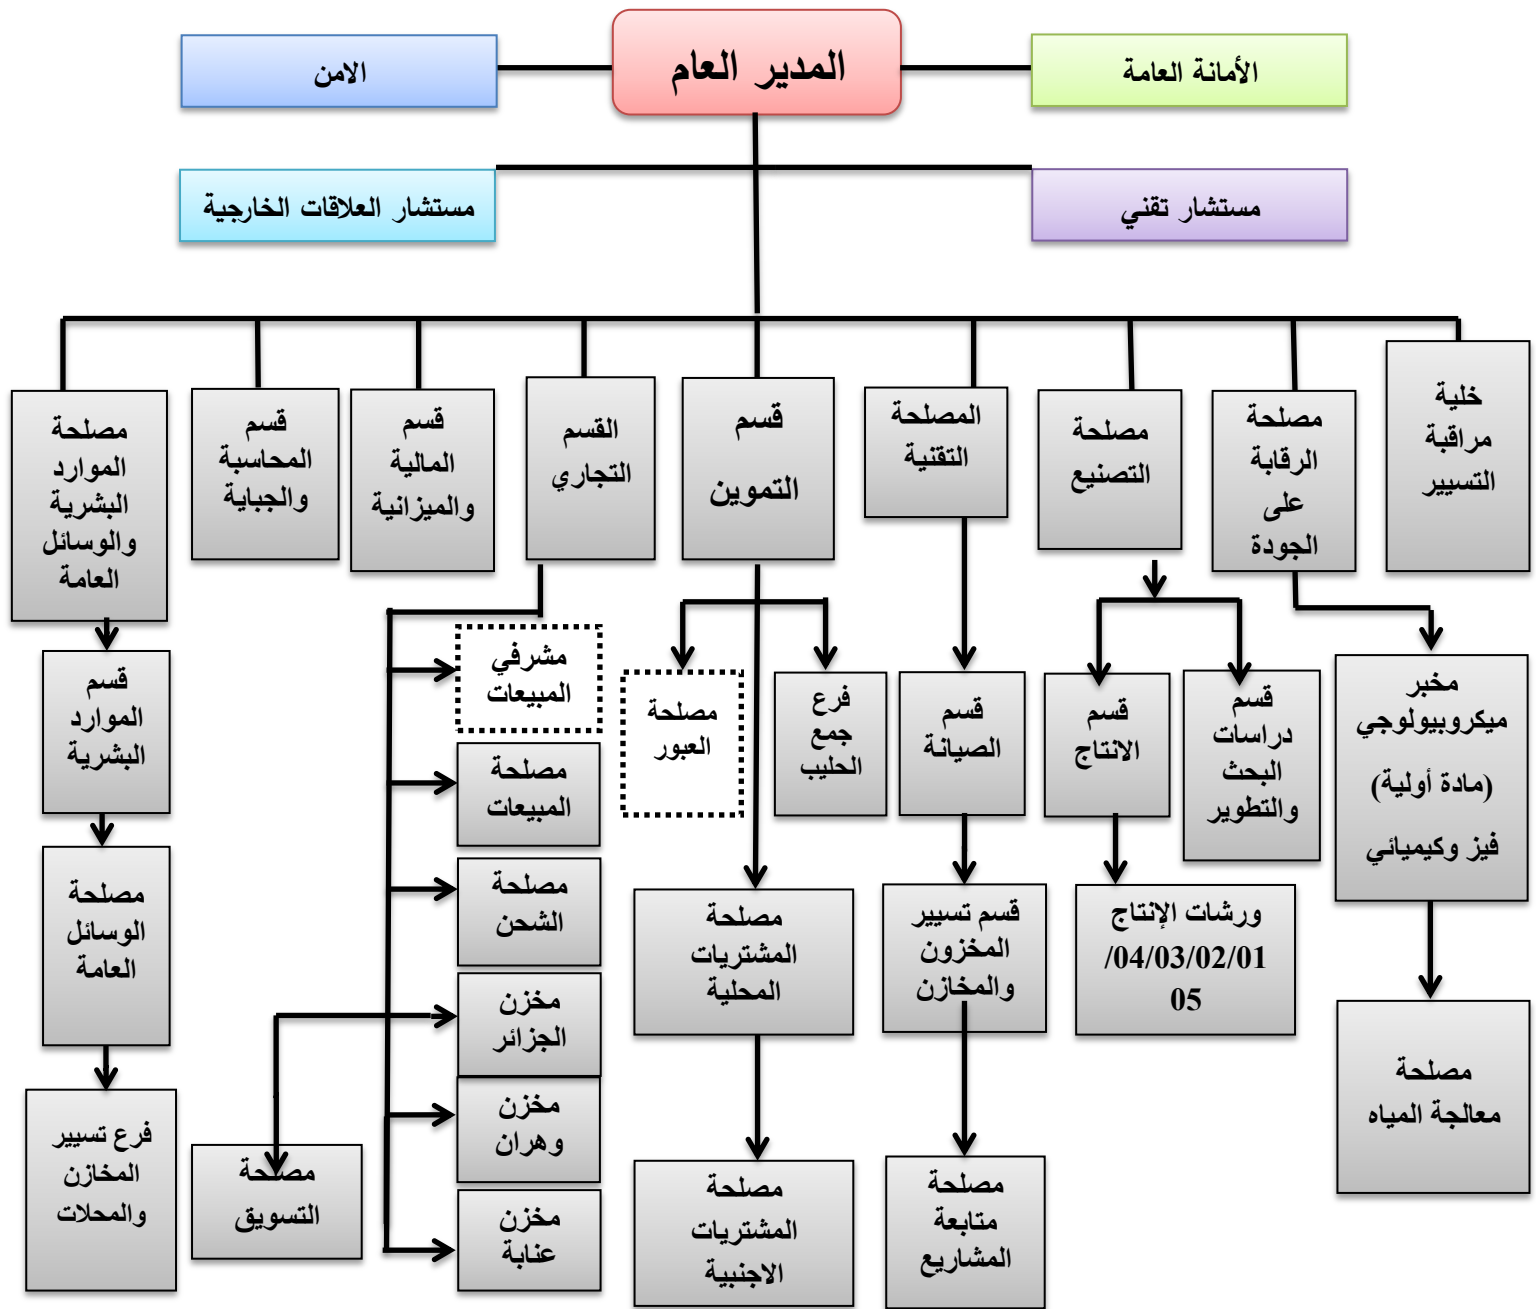 الأمانة العامة
المدير العام
الامن
مستشار تقني
مستشار العلاقات الخارجية
خلية
مراقبة
التسيير
مصلحة
الرقابة
على
الجودة
مصلحة
التصنيع
المصلحة
التقنية
قسم
التموين
القسم
التجاري
قسم
المالية
والميزانية
قسم
المحاسبة
والجباية
مصلحة
الموارد
البشرية
والوسائل
العامة
مخبر
ميكروبيولوجي
(مادة أولية)
فيز وكيميائي
قسم
دراسات
البحث
والتطوير
قسم
الانتاج
قسم
الصيانة
فرع
جمع
الحليب
مصلحة
العبور
مشرفي
المبيعات
قسم
الموارد
البشرية
مصلحة
المبيعات
مصلحة
الشحن
مصلحة
الوسائل
العامة
ورشات الإنتاج
/04/03/02/01
05
قسم تسيير
المخزون
والمخازن
مصلحة
المشتريات
المحلية
مخزن
الجزائر
مصلحة
معالجة المياه
مخزن
وهران
فرع تسيير
المخازن
والمحلات
مصلحة
التسويق
مصلحة
متابعة
المشاريع
مصلحة
المشتريات
الاجنبية
مخزن
عنابة